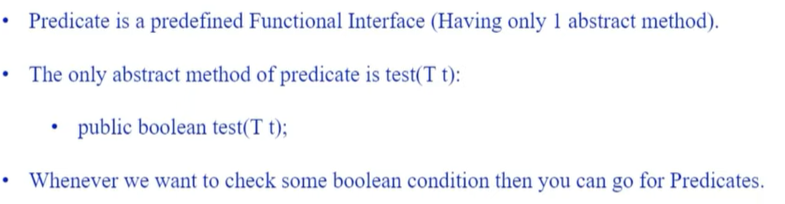 • Predicate is a predefined Functional Interface (Having only 1 abstract method).
• The only abstract method of predicate is test(T t):
• public boolean test(T t);
• Whenever we want to check some boolean condition then you can go for Predicates.